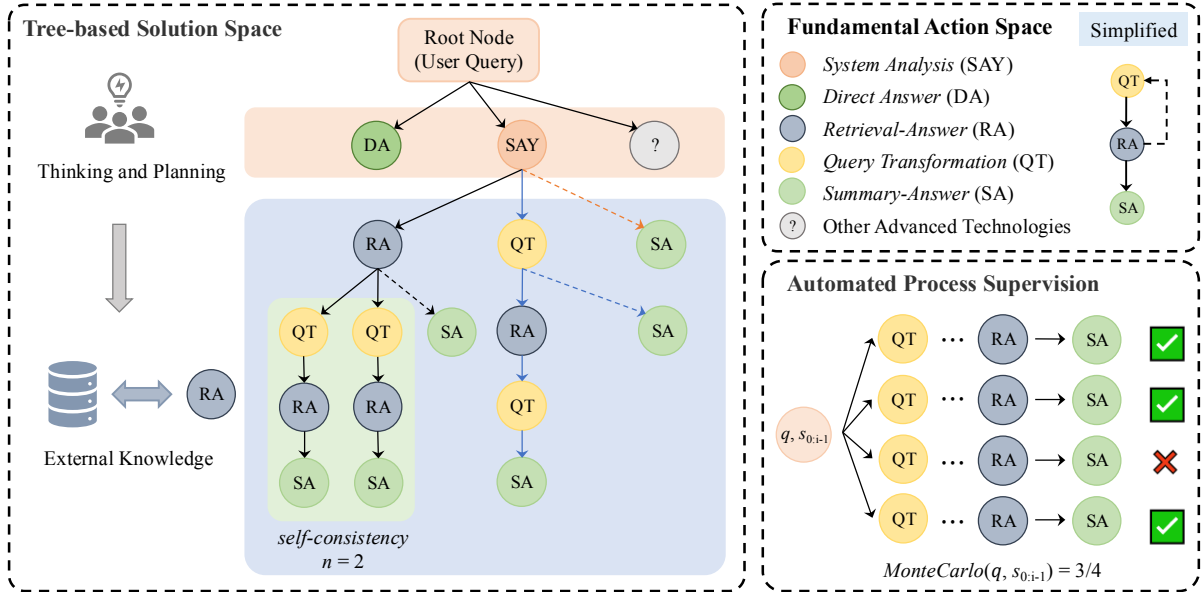 Tree-based Solution Space
Root Node
(User Query)
DA
SAY
?
Thinking and Planning
RA
QT
SA
QT
QT
SA
RA
SA
RA
RA
RA
QT
External Knowledge
SA
SA
SA
self-consistency
n = 2
Fundamental Action Space
Simplified
System Analysis (SAY)
Direct Answer (DA)
Retrieval-Answer (RA)
Query Transformation (QT)
Summary-Answer (SA)
? Other Advanced Technologies
QT
RA
SA
Automated Process Supervision
QT ··· RA SA
QT ··· RA SA
q, s0:i-1
QT ··· RA SA
QT ··· RA SA
MonteCarlo(q, s0:i-1) = 3/4